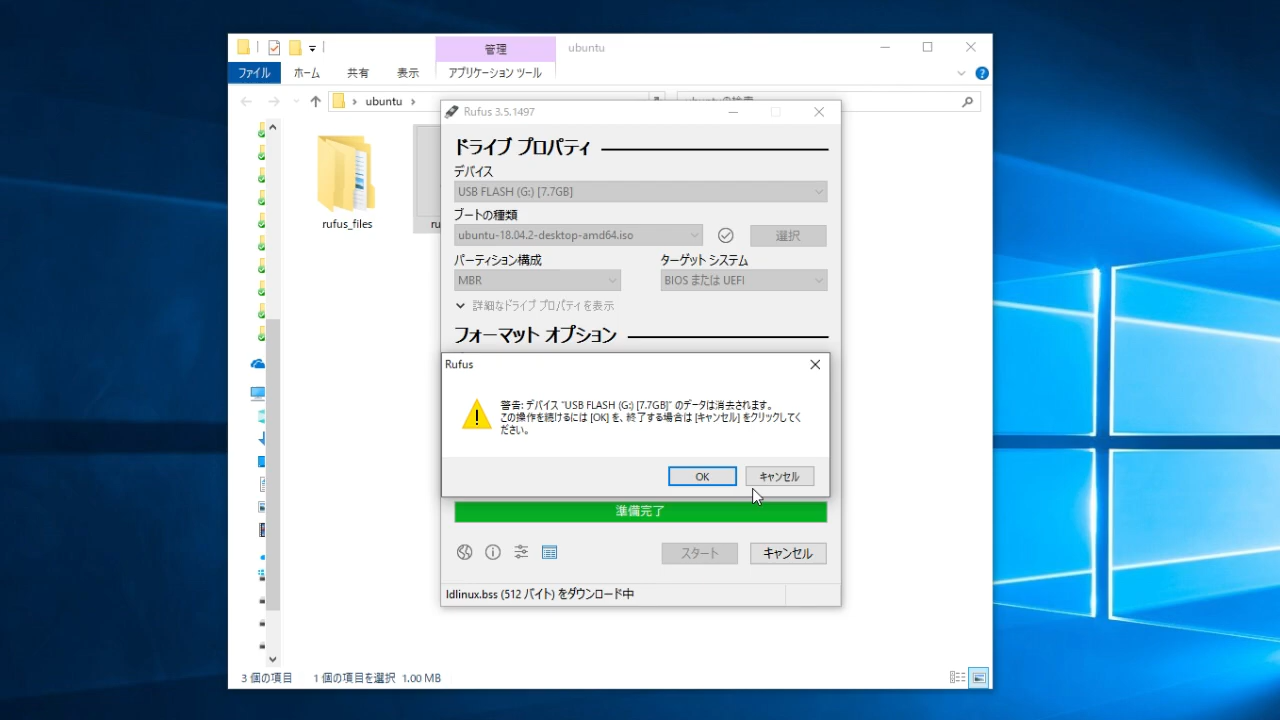 管理
ubuntu
ファイル
ホーム
共有
表示
アプリケーション ツール
ubuntu
Rufus 3.5.1497
ドライブ プロパティ
デバイス
USB FLASH (G:) [7.7GB]
ブートの種類
ubuntu-18.04.2-desktop-amd64.iso
選択
パーティション構成
ターゲット システム
MBR
BIOS または UEFI
詳細なドライブ プロパティを表示
フォーマット オプション
rufus_files
ru
Rufus
警告: デバイス "USB FLASH (G:) [7.7GB]" のデータは消去されます。
この操作を続けるには [OK] を、終了する場合は [キャンセル] をクリックしてく
ださい。
OK
キャンセル
準備完了
スタート
キャンセル
ldlinux.bss (512 バイト) をダウンロード中
3 個の項目
1 個の項目を選択 1.00 MB